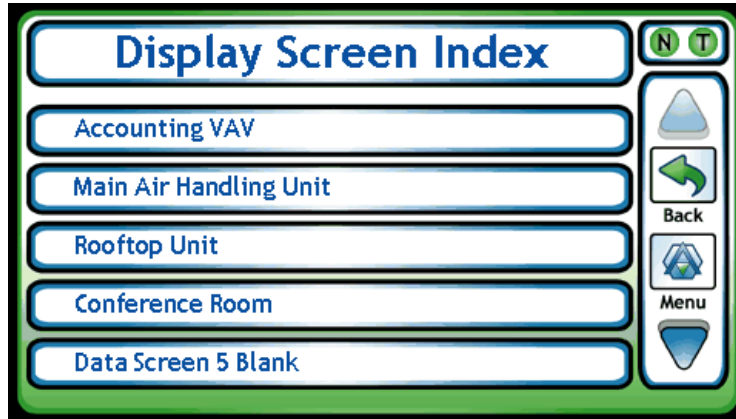 Display Screen Index
N T
Accounting VAV
Main Air Handling Unit
Rooftop Unit
Conference Room
Data Screen 5 Blank
Back
Menu